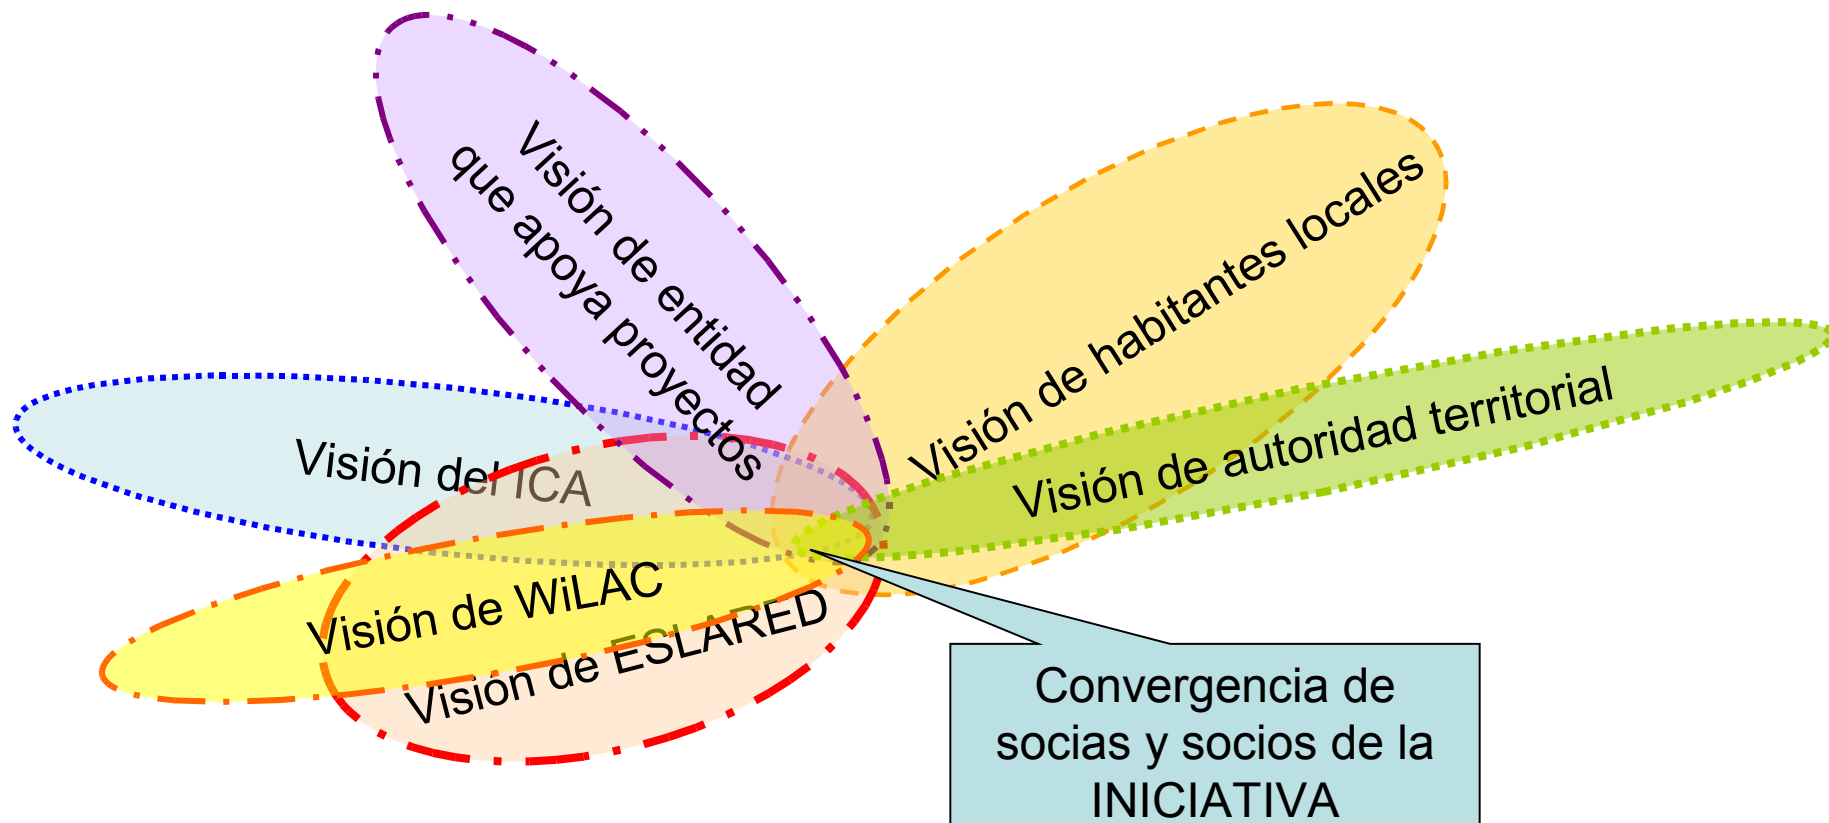 Visión de entidad
que apoya proyectos
Visión de habitantes locales
Visión de autoridad territorial
Visión del ICA
Visión de WiLAC
Visión de ESLARED
Convergencia de
socias y socios de la
INICIATIVA